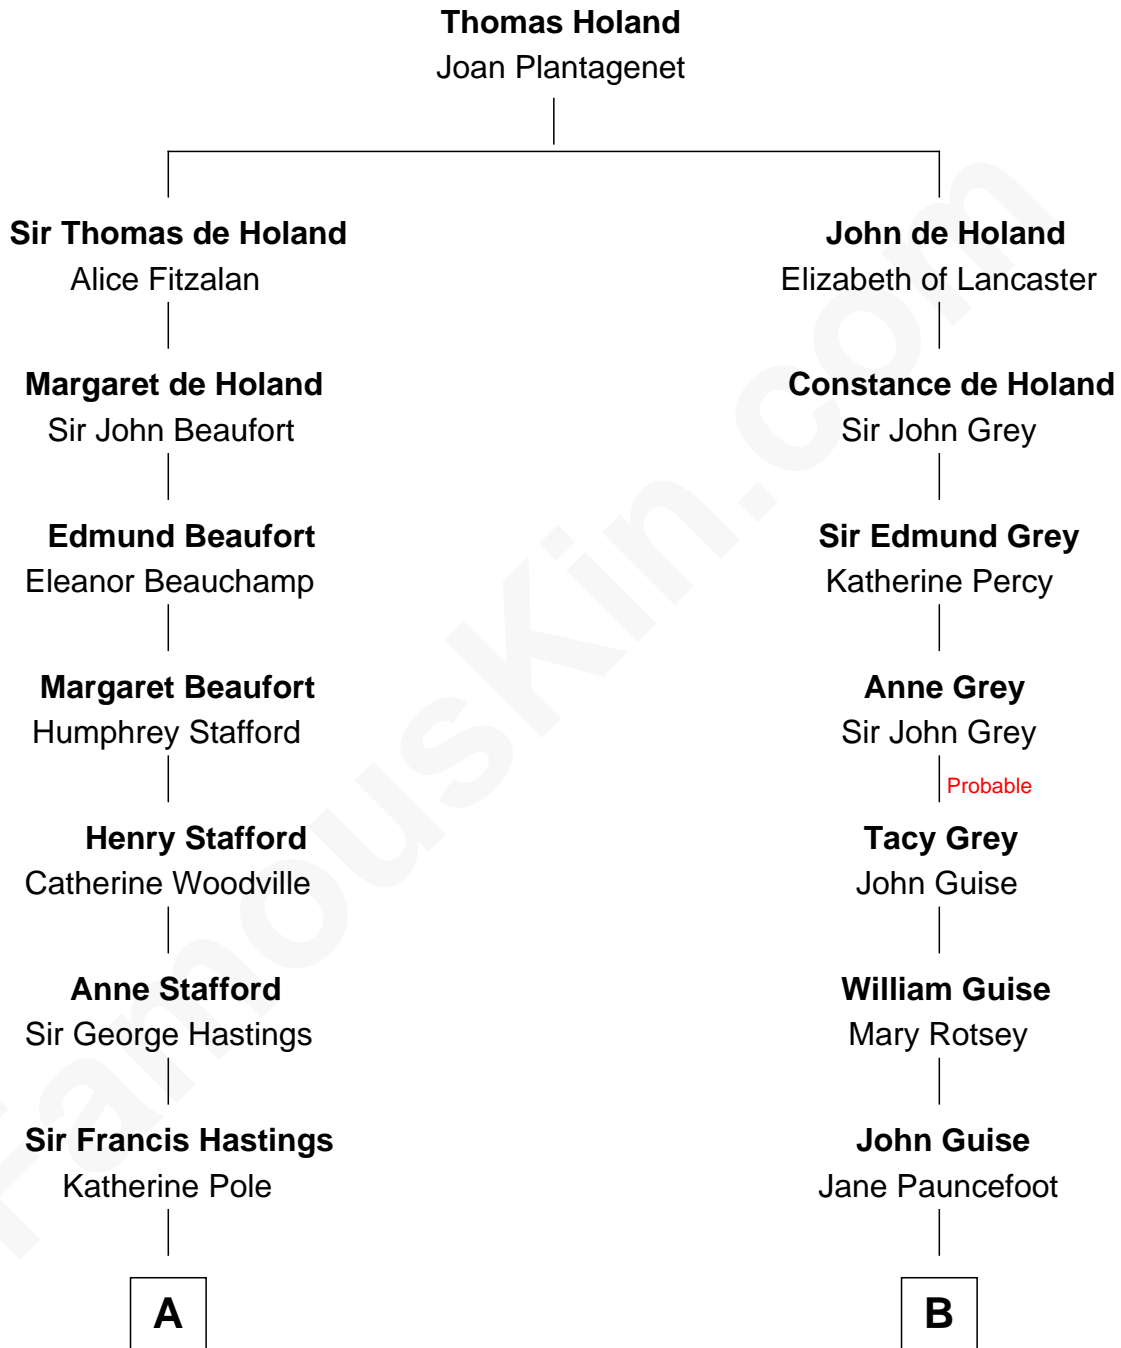 Thomas Holand
Joan Plantagenet
Sir Thomas de Holand
Alice Fitzalan
Margaret de Holand
Sir John Beaufort
Edmund Beaufort
Eleanor Beauchamp
Margaret Beaufort
Humphrey Stafford
Henry Stafford
Catherine Woodville
Anne Stafford
Sir George Hastings
Sir Francis Hastings
Katherine Pole
A
John de Holand
Elizabeth of Lancaster
Constance de Holand
Sir John Grey
Sir Edmund Grey
Katherine Percy
Anne Grey
Sir John Grey
Probable
Tacy Grey
John Guise
William Guise
Mary Rotsey
John Guise
Jane Pauncefoot
B
FamousKin.com